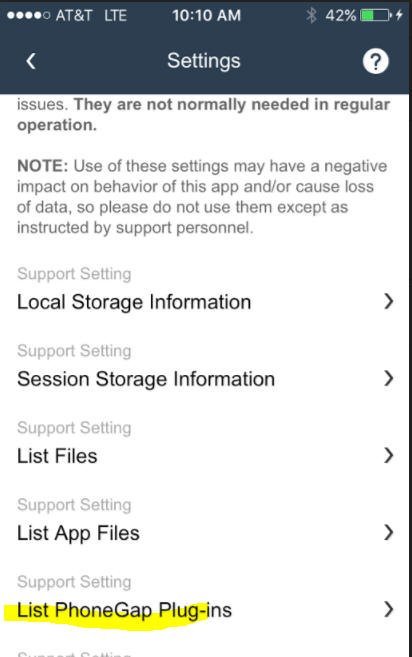 AT&T LTE 10:10 AM 42%
Settings ?
issues. They are not normally needed in regular
operation.
NOTE: Use of these settings may have a negative
impact on behavior of this app and/or cause loss
of data, so please do not use them except as
instructed by support personnel.
Support Setting
Local Storage Information
Support Setting
Session Storage Information
Support Setting
List Files
Support Setting
List App Files
Support Setting
List PhoneGap Plug-ins
Support Setting